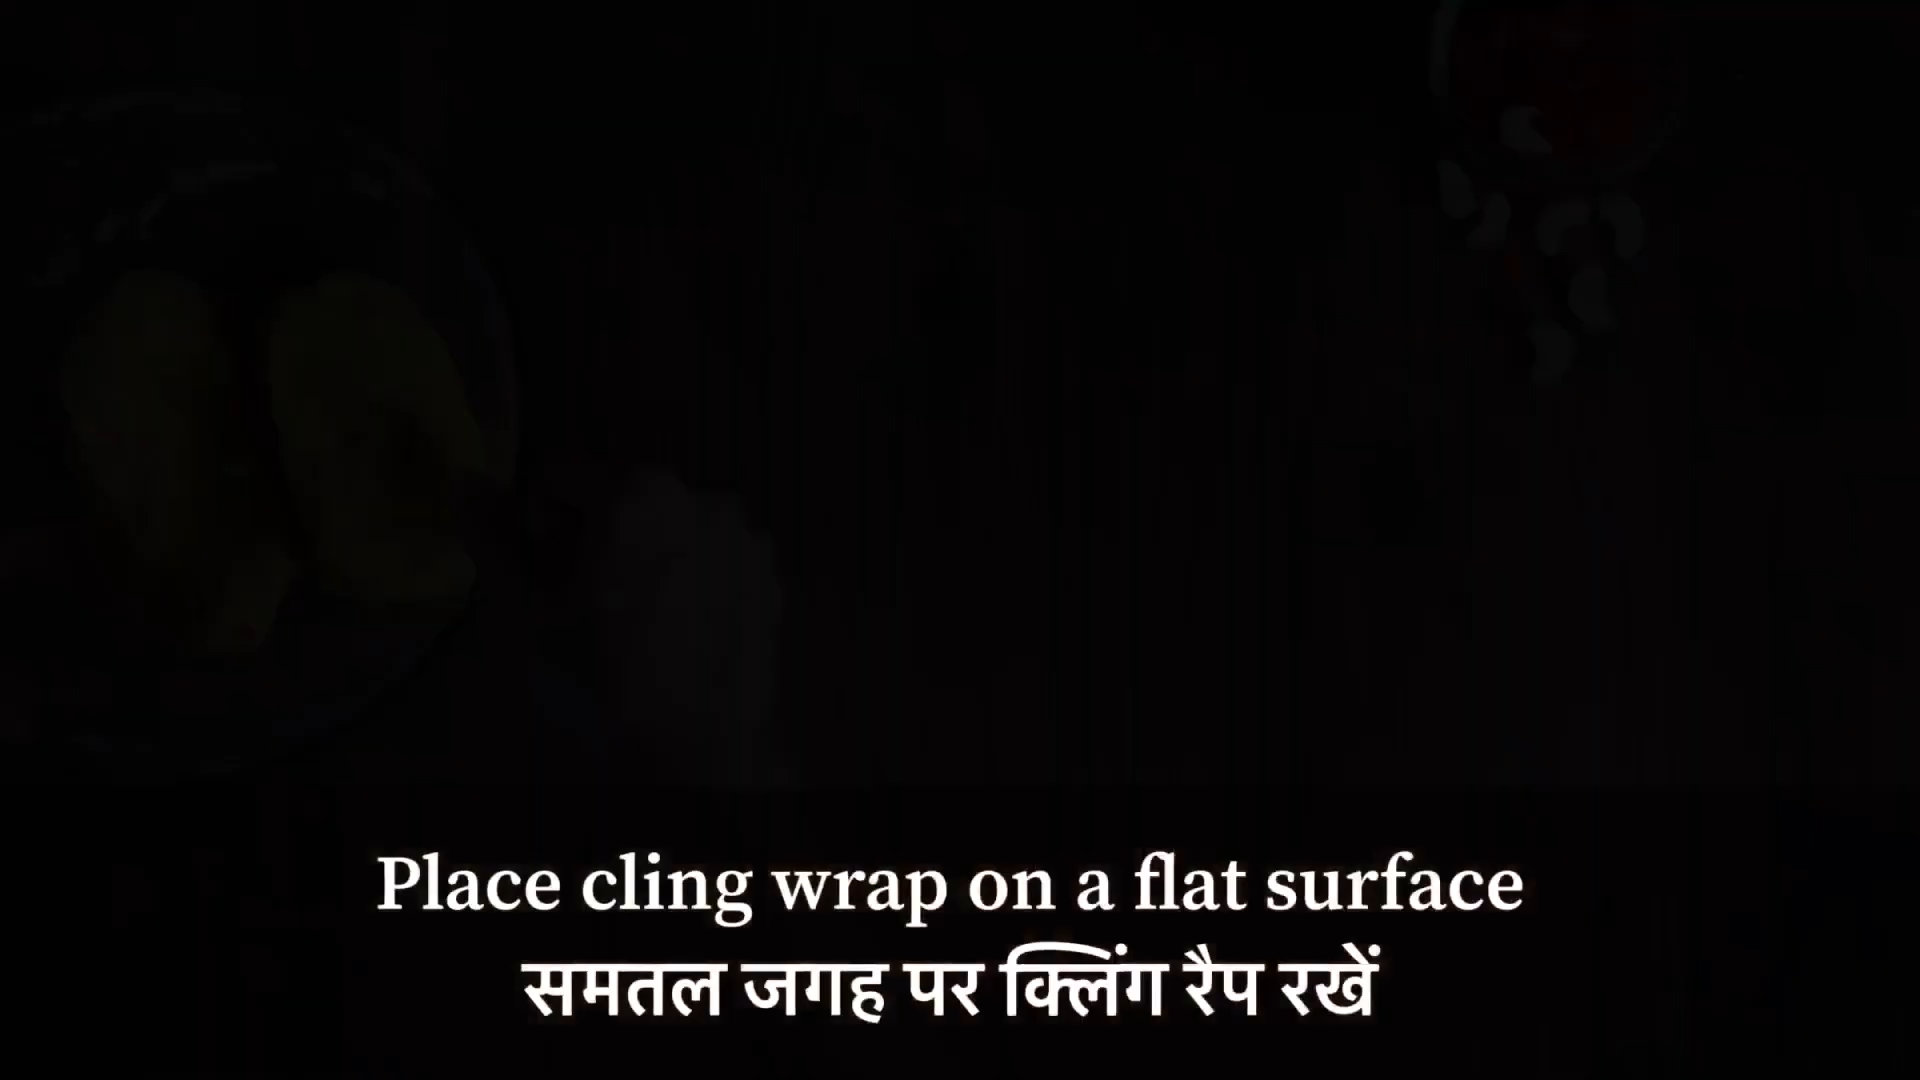 Place cling wrap on a flat surface
समतल जगह पर क्लिंग रैप रखें